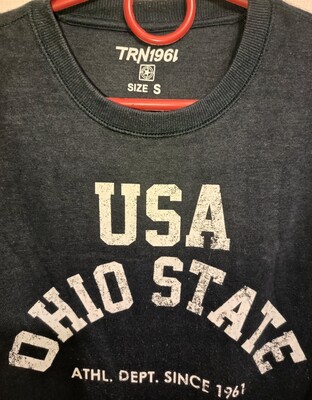 TRN1961
SIZE S
USA
OHIO STATE
ATHL. DEPT. SINCE 1961